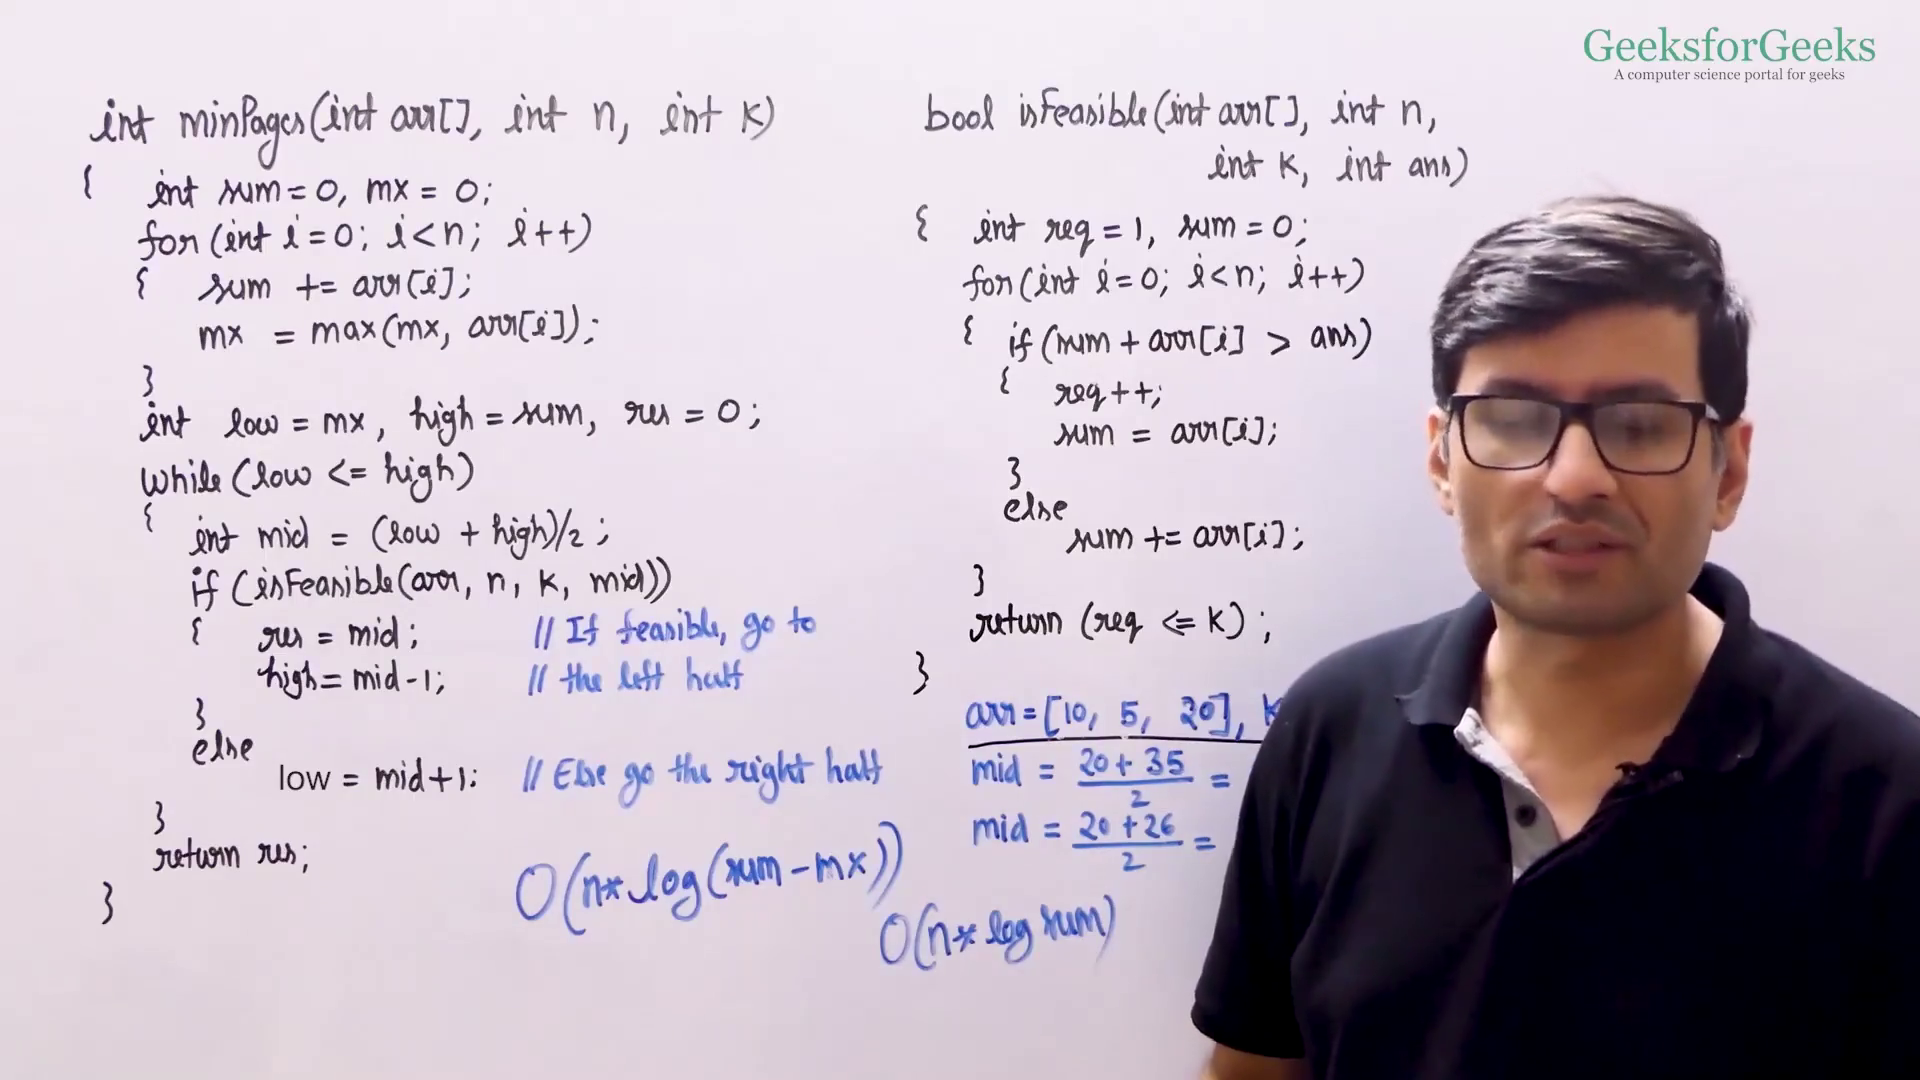 GeeksforGeeks
A computer science portal for geeks
int minPages(int arr[], int n, int k)
{ int sum = 0, mx = 0;
for (int i = 0; i < n; i++)
{ sum += arr[i];
mx = max(mx, arr[i]);
}
int low = mx, high = sum, res = 0;
while (low <= high)
{
int mid = (low + high)/2;
if (isFeasible(arr, n, k, mid))
{ res = mid; // If feasible, go to
high = mid-1; // the left half
}
else
low = mid+1; // Else go the right half
}
return res;
}
O(n* log(sum - mx))
O(n* log sum)
bool isFeasible(int arr[], int n,
int k, int ans)
{ int req = 1, sum = 0;
for(int i = 0; i < n; i++)
{ if (sum + arr[i] > ans)
{ req++;
sum = arr[i];
}
else
sum += arr[i];
}
return (req <= k);
}
arr = [10, 5, 20],
mid = 20 + 35 / 2 =
mid = 20 + 26 / 2 =